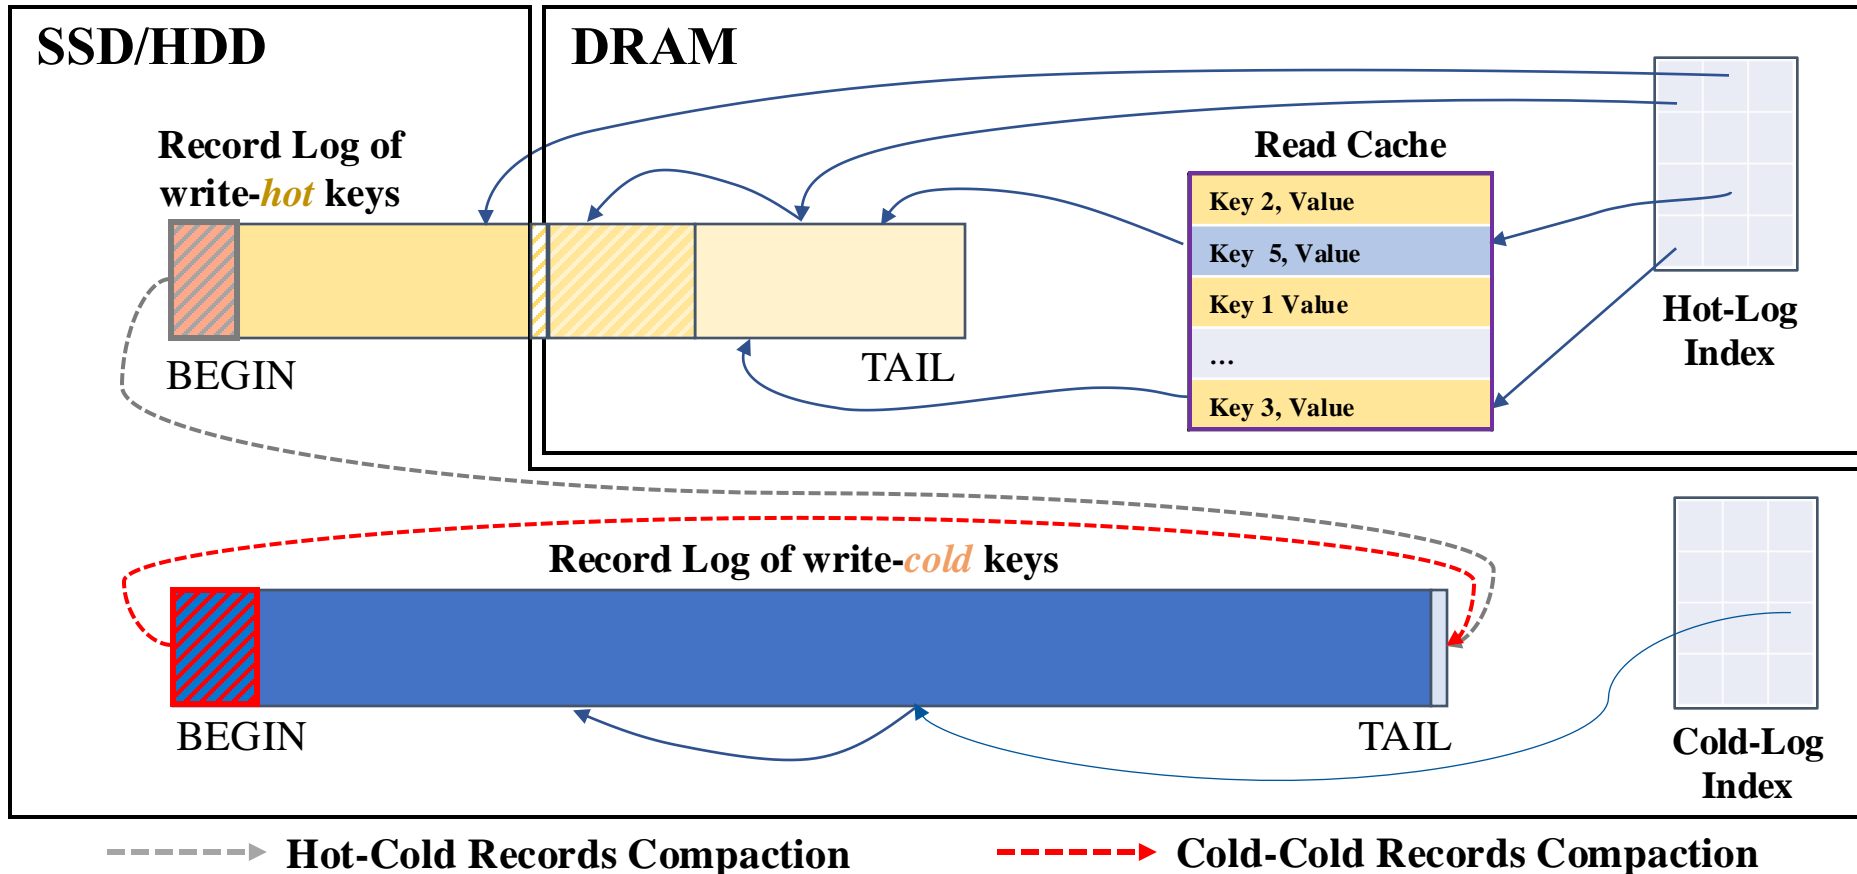 SSD/HDD
DRAM
Record Log of
write-hot keys
BEGIN
TAIL
Read Cache
Key 2, Value
Key  5, Value
Key 1 Value
...
Key 3, Value
Hot-Log
Index
Record Log of write-cold keys
BEGIN
TAIL
Cold-Log
Index
Hot-Cold Records Compaction
Cold-Cold Records Compaction